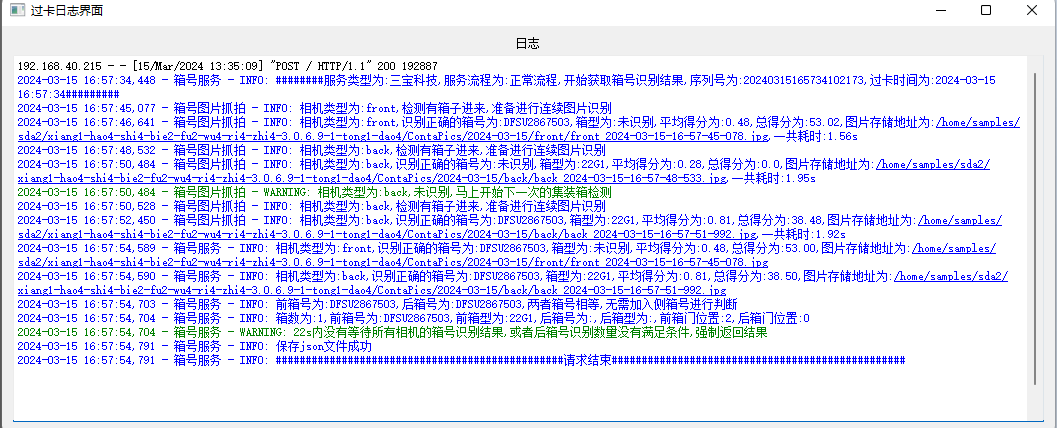 过卡日志界面
日志
192.168.40.215 - - [15/Mar/2024 13:35:09] "POST / HTTP/1.1" 200 192887
2024-03-15 16:57:34,448 - 箱号服务 - INFO: ########服务类型为:三宝科技,服务流程为:正常流程,开始获取箱号识别结果,序列号为:20240315165734102173,过卡时间为:2024-03-15
16:57:34#########
2024-03-15 16:57:45,077 - 箱号图片抓拍 - INFO: 相机类型为:front,检测有箱子进来,准备进行连续图片识别
2024-03-15 16:57:46,641 - 箱号图片抓拍 - INFO: 相机类型为:front,识别正确的箱号为:DFSU2867503,箱型为:未识别,平均得分为:0.48,总得分为:53.02,图片存储地址为:/home/samples/
sda2/xiang1-hao4-shi4-bie2-fu2-wu4-ri4-zhi4-3.0.6.9-1-tong1-dao4/ContaPics/2024-03-15/front/front_2024-03-15-16-57-45-078.jpg,一共耗时:1.56s
2024-03-15 16:57:48,532 - 箱号图片抓拍 - INFO: 相机类型为:back,检测有箱子进来,准备进行连续图片识别
2024-03-15 16:57:50,484 - 箱号图片抓拍 - INFO: 相机类型为:back,识别正确的箱号为:未识别,箱型为:22G1,平均得分为:0.28,总得分为:0.0,图片存储地址为:/home/samples/sda2/
xiang1-hao4-shi4-bie2-fu2-wu4-ri4-zhi4-3.0.6.9-1-tong1-dao4/ContaPics/2024-03-15/back/back_2024-03-15-16-57-48-533.jpg,一共耗时:1.95s
2024-03-15 16:57:50,484 - 箱号图片抓拍 - WARNING: 相机类型为:back,未识别,马上开始下一次的集装箱检测
2024-03-15 16:57:50,528 - 箱号图片抓拍 - INFO: 相机类型为:back,检测有箱子进来,准备进行连续图片识别
2024-03-15 16:57:52,450 - 箱号图片抓拍 - INFO: 相机类型为:back,识别正确的箱号为:DFSU2867503,箱型为:22G1,平均得分为:0.81,总得分为:38.48,图片存储地址为:/home/samples/
sda2/xiang1-hao4-shi4-bie2-fu2-wu4-ri4-zhi4-3.0.6.9-1-tong1-dao4/ContaPics/2024-03-15/back/back_2024-03-15-16-57-51-992.jpg,一共耗时:1.92s
2024-03-15 16:57:54,589 - 箱号服务 - INFO: 相机类型为:front,识别正确的箱号为:DFSU2867503,箱型为:未识别,平均得分为:0.48,总得分为:53.00,图片存储地址为:/home/samples/
sda2/xiang1-hao4-shi4-bie2-fu2-wu4-ri4-zhi4-3.0.6.9-1-tong1-dao4/ContaPics/2024-03-15/front/front_2024-03-15-16-57-45-078.jpg
2024-03-15 16:57:54,590 - 箱号服务 - INFO: 相机类型为:back,识别正确的箱号为:DFSU2867503,箱型为:22G1,平均得分为:0.81,总得分为:38.50,图片存储地址为:/home/samples/sda2/
xiang1-hao4-shi4-bie2-fu2-wu4-ri4-zhi4-3.0.6.9-1-tong1-dao4/ContaPics/2024-03-15/back/back_2024-03-15-16-57-51-992.jpg
2024-03-15 16:57:54,703 - 箱号服务 - INFO: 前箱号为:DFSU2867503,后箱号为:DFSU2867503,两者箱号相等,无需加入侧箱号进行判断
2024-03-15 16:57:54,704 - 箱号服务 - INFO: 箱数为:1,前箱号为:DFSU2867503,前箱型为:22G1,后箱号为:,后箱型为:,前箱门位置:2,后箱门位置:0
2024-03-15 16:57:54,704 - 箱号服务 - WARNING: 22s内没有等待所有相机的箱号识别结果,或者后箱号识别数量没有满足条件,强制返回结果
2024-03-15 16:57:54,791 - 箱号服务 - INFO: 保存json文件成功
2024-03-15 16:57:54,791 - 箱号服务 - INFO: ################################################请求结束#################################################